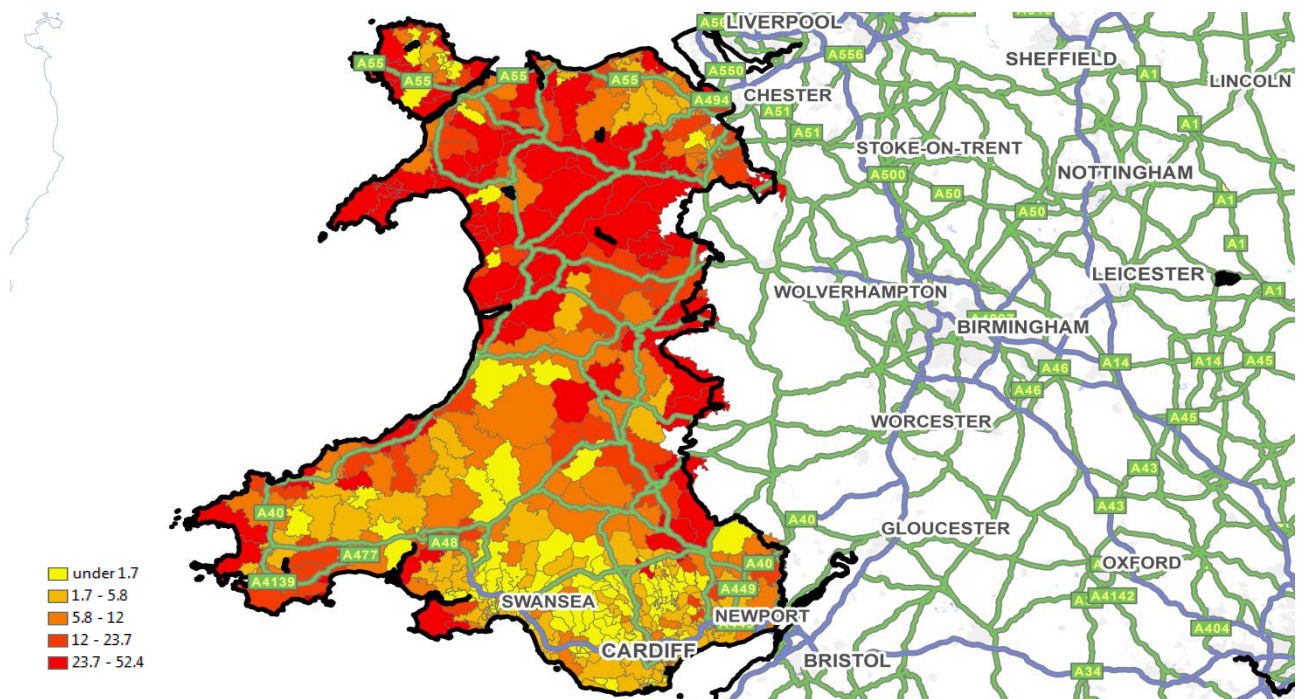 LIVERPOOL
A556
SHEFFIELD
A1
LINCOLN
A55
A55
A55
A55
A550
A494
CHESTER
A51
A51
A1
STOKE-ON-TRENT
A500
A50
A50
NOTTINGHAM
A1
A1
WOLVERHAMPTON
LEICESTER
A1
BIRMINGHAM
A46
A46
A14
A14
A45
WORCESTER
A45
A43
A43
A40
A40
GLOUCESTER
A48
A477
A4139
A40
A449
OXFORD
A4142
SWANSEA
NEWPORT
CARDIFF
BRISTOL
A404
A34
under 1.7
1.7 - 5.8
5.8 - 12
12 - 23.7
23.7 - 52.4